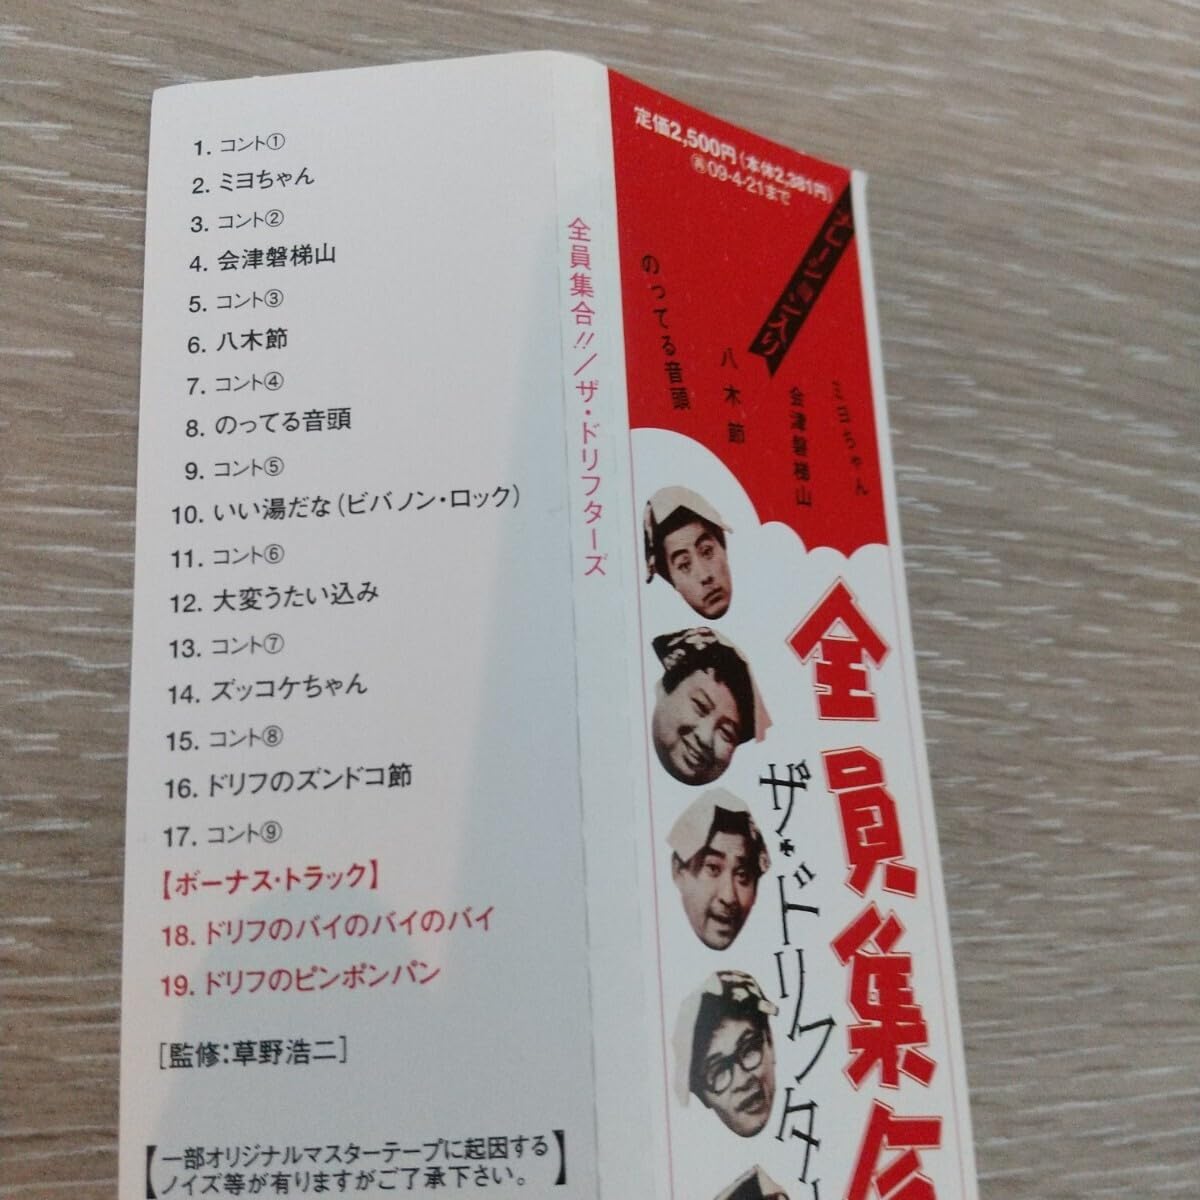 1. コント①
2. ミヨちゃん
3. コント②
4. 会津磐梯山
5. コント③
6. 八木節
7. コント④
8. のってる音頭
9. コント⑤
10. いい湯だな(ビバノン・ロック)
11. コント⑥
12. 大変うたい込み
13. コント⑦
14. ズッコケちゃん
15. コント⑧
16. ドリフのズンドコ節
17. コント⑨
【ボーナス・トラック】
18. ドリフのバイのバイのバイ
19. ドリフのピンポンパン
[監修:草野浩二]
【一部オリジナルマスターテープに起因する
ノイズ等が有りますがご了承下さい。】
全員集合!!/ザ・ドリフターズ
定価2,500円(本体2,381円)
09・4・21まで
ミヨちゃん
会津磐梯山
八木節
のってる音頭
全員集
ザ・ドリフター